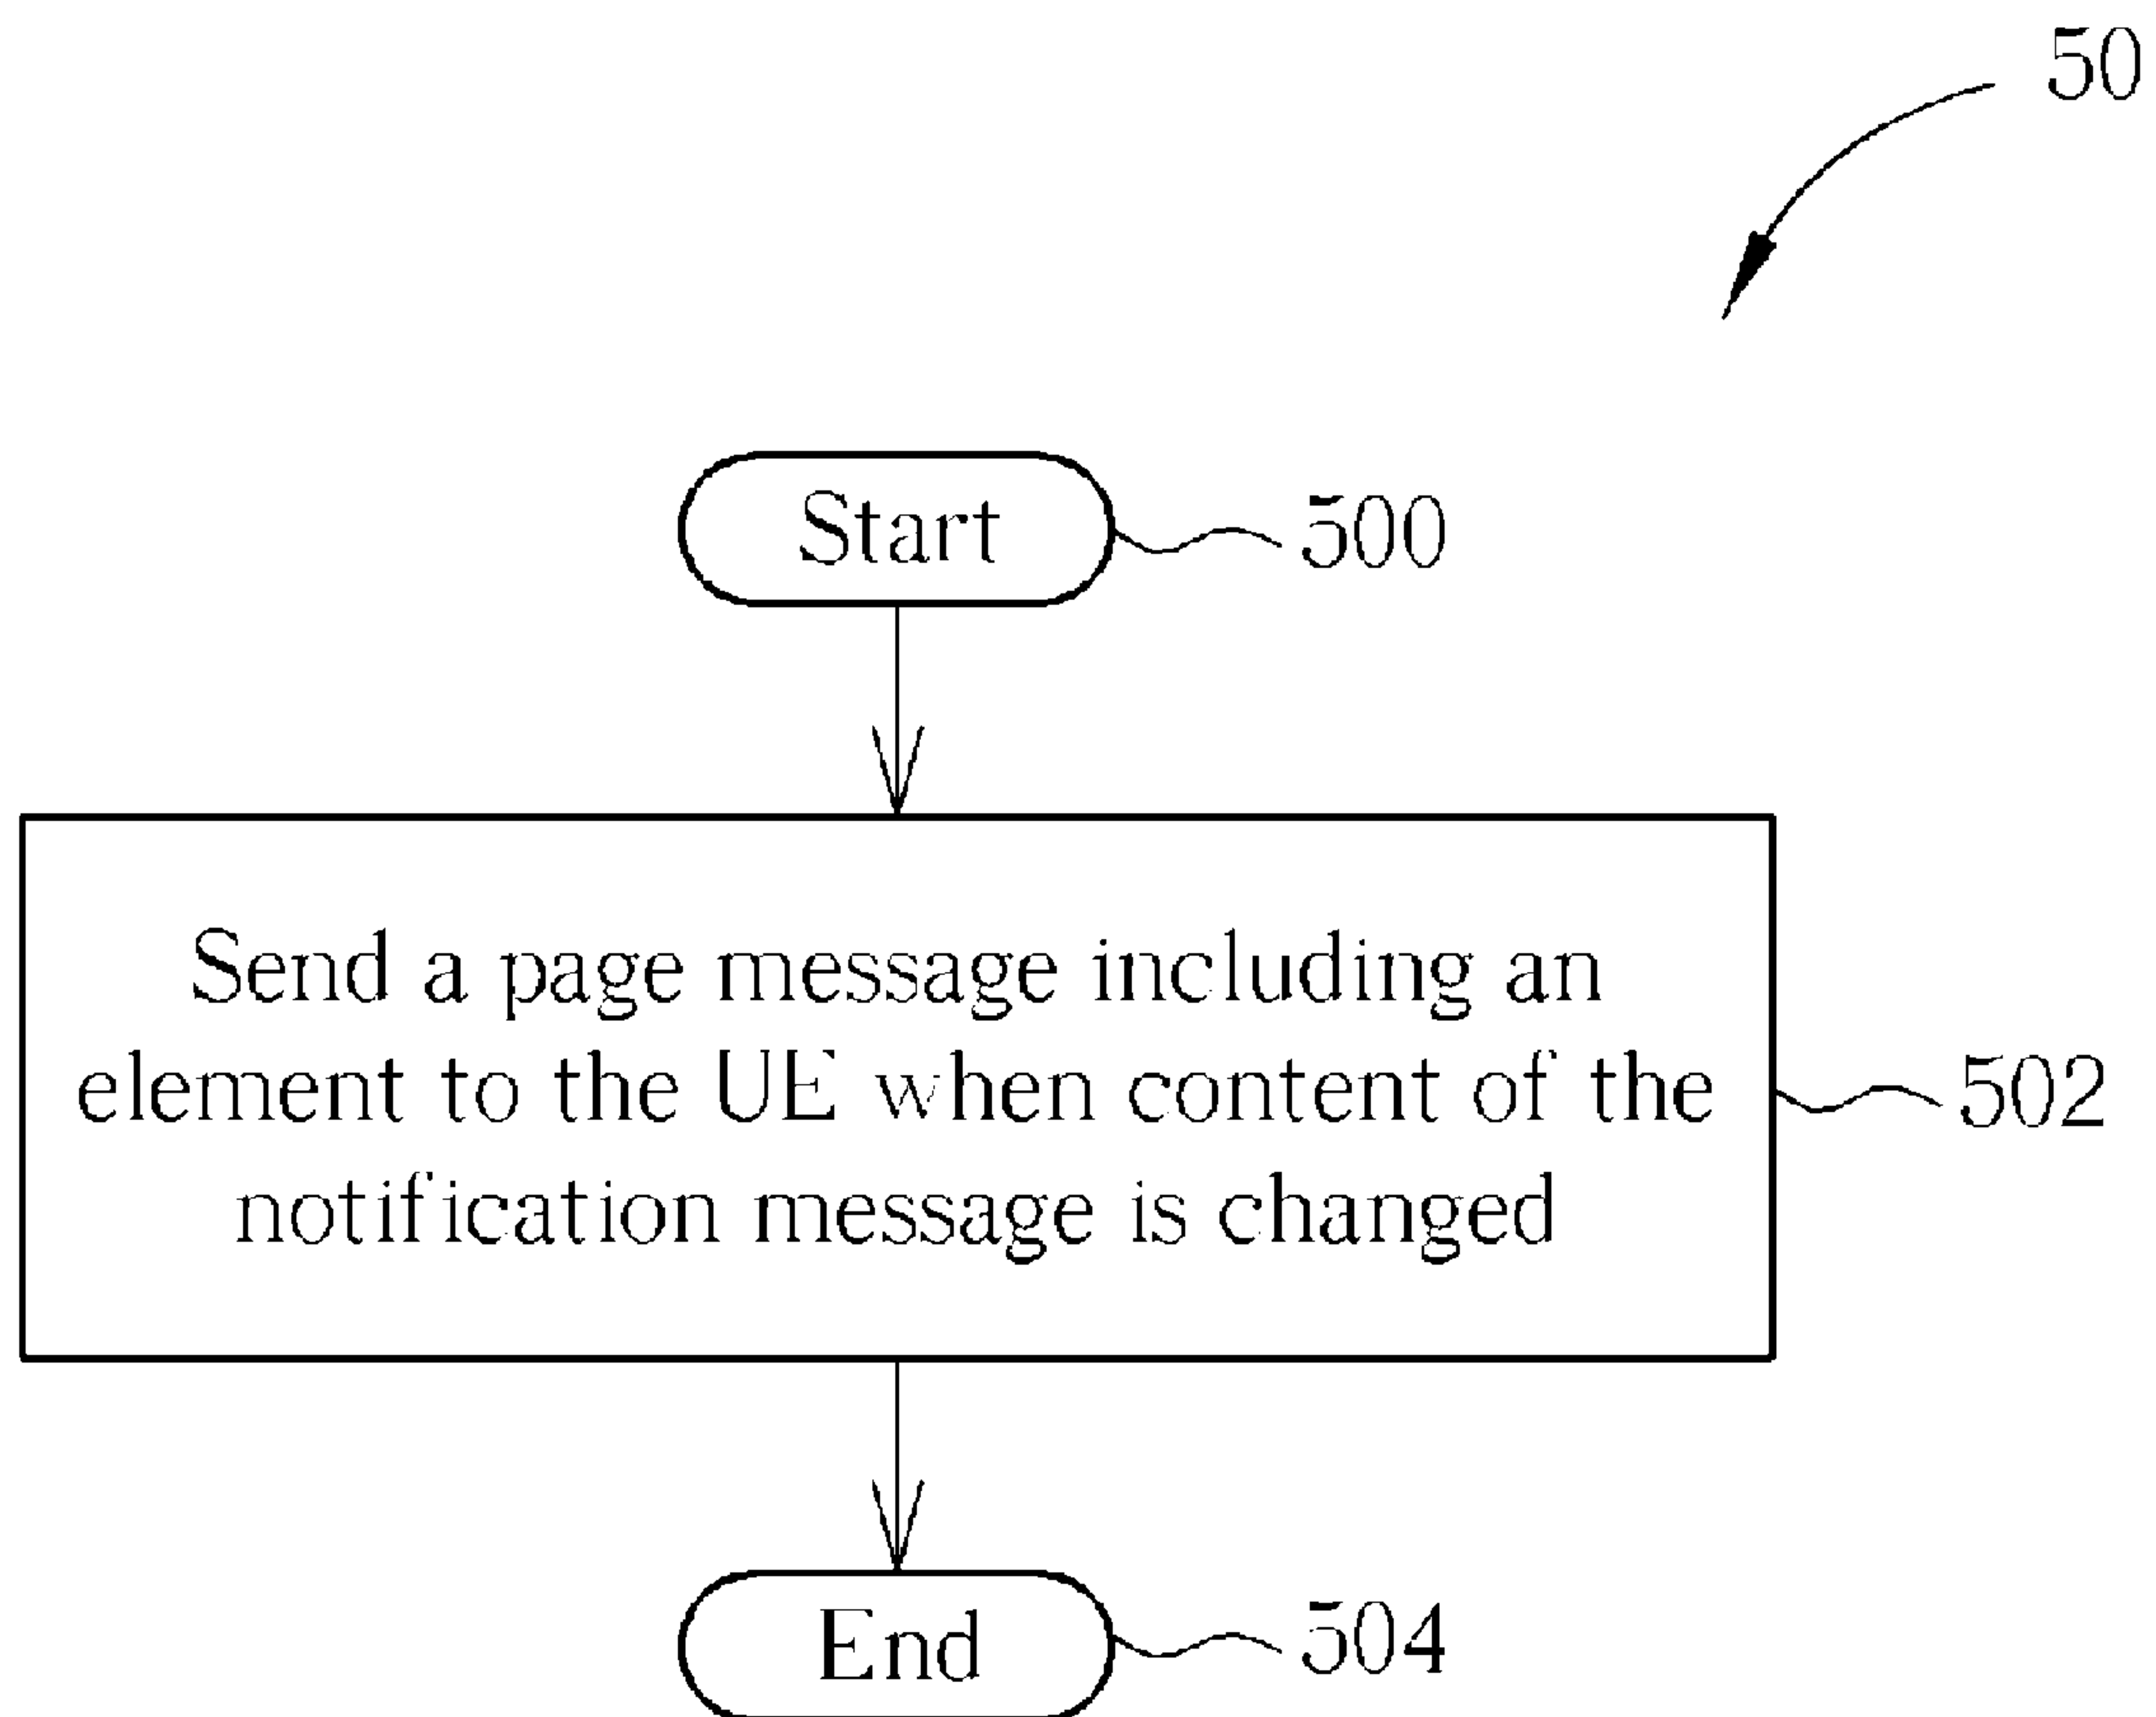 50
Start
500
Send a page message including an
element to the UE when content of the
notification message is changed
502
End
504